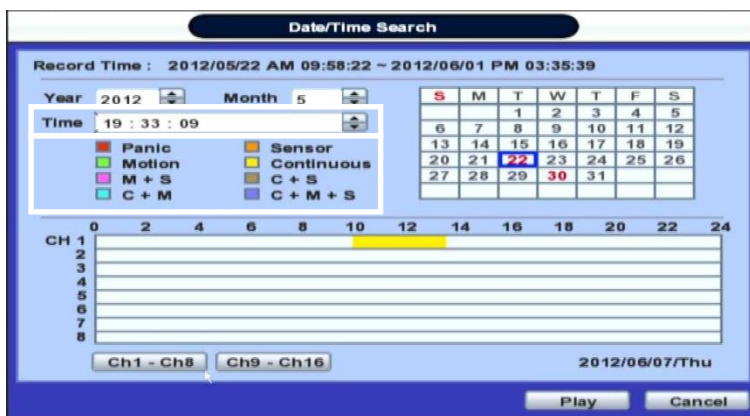 Date/Time Search
Record Time : 2012/05/22 AM 09:58:22 ~ 2012/06/01 PM 03:35:39
Year 2012 Month 5
Time 19 : 33 : 09
Panic Sensor
Motion Continuous
M + S C + S
C + M C + M + S
S M T W T F S
1 2 3 4 5
6 7 8 9 10 11 12
13 14 15 16 17 18 19
20 21 22 23 24 25 26
27 28 29 30 31
0 2 4 6 8 10 12 14 16 18 20 22 24
CH 1
2
3
4
5
6
7
8
Ch1 - Ch8 Ch9 - Ch16 2012/06/07/Thu
Play Cancel